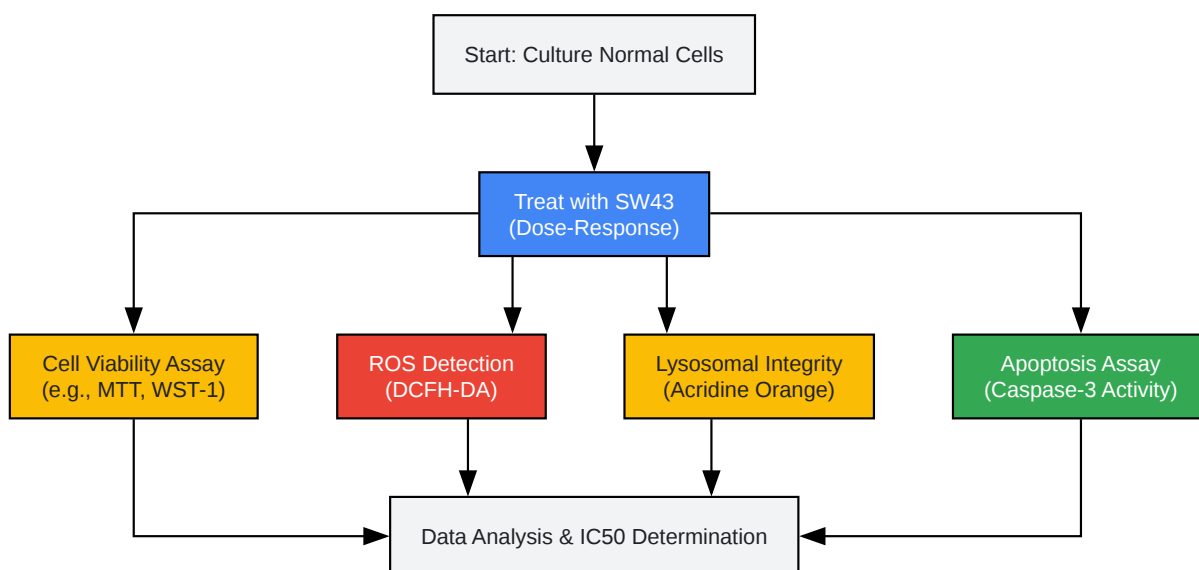 Start: Culture Normal Cells
Treat with SW43
(Dose-Response)
Cell Viability Assay
(e.g., MTT, WST-1)
ROS Detection
(DCFH-DA)
Lysosomal Integrity
(Acridine Orange)
Apoptosis Assay
(Caspase-3 Activity)
Data Analysis & IC50 Determination